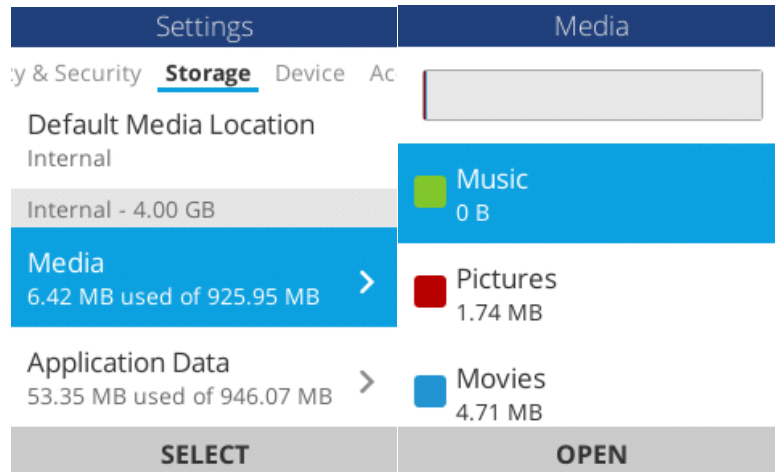 Settings
:y & Security Storage Device Ac
Default Media Location
Internal
Internal - 4.00 GB
Media
6.42 MB used of 925.95 MB
Application Data
53.35 MB used of 946.07 MB
SELECT
Media
Music
0 B
Pictures
1.74 MB
Movies
4.71 MB
OPEN